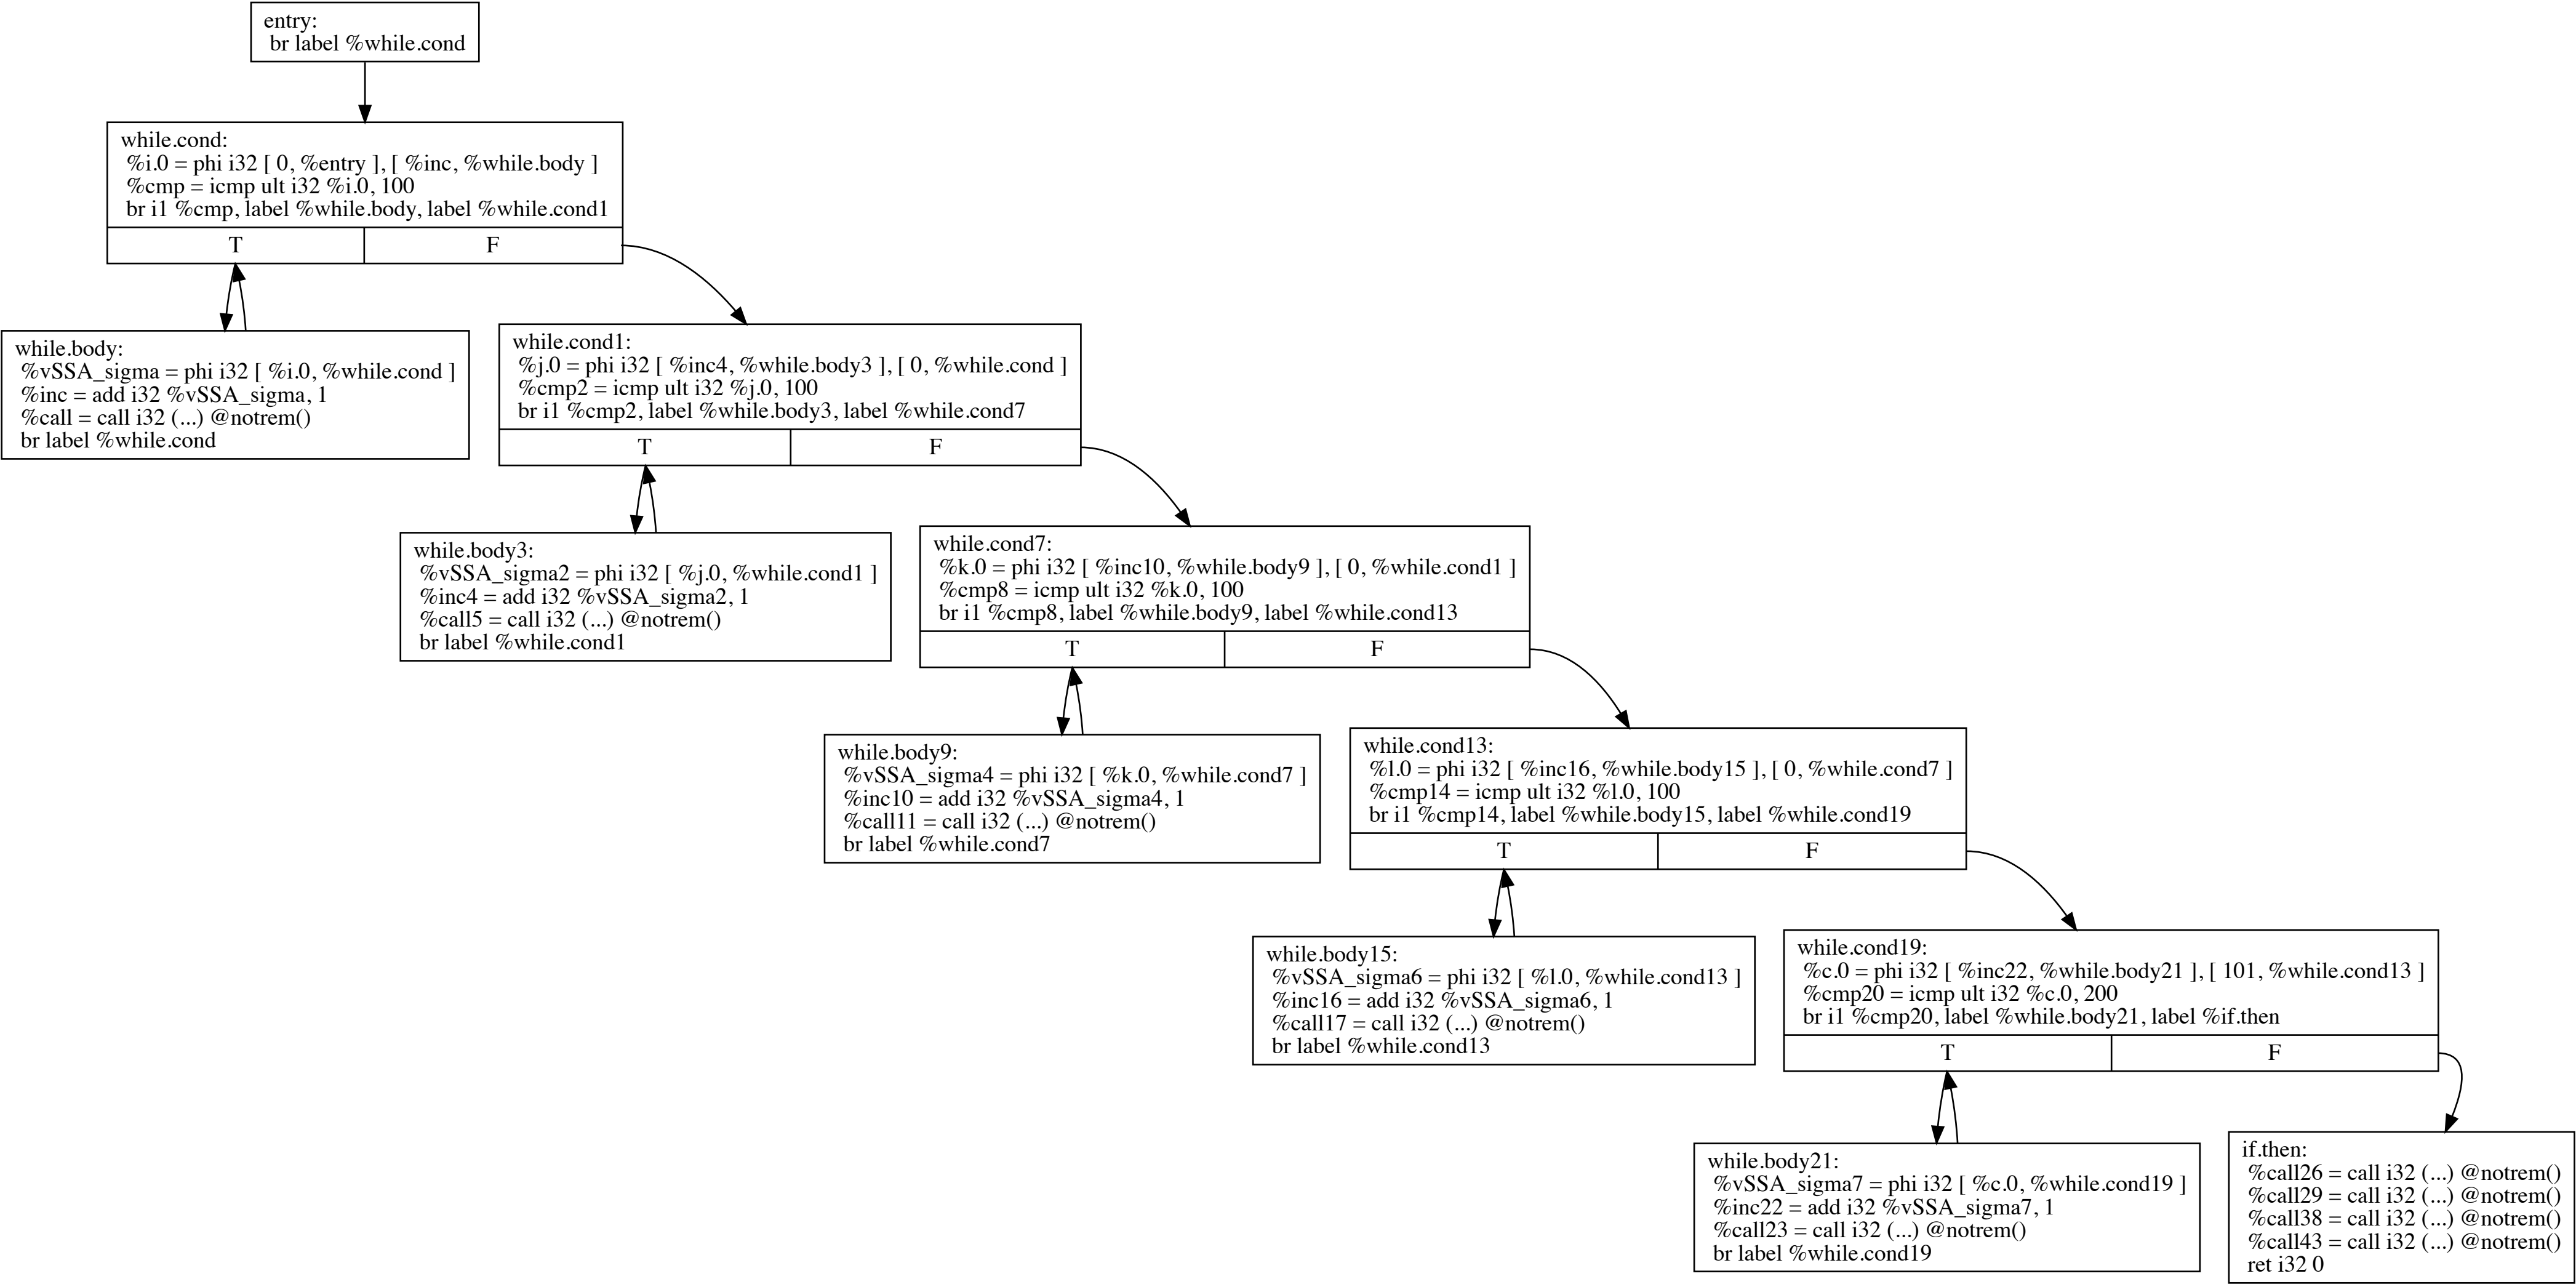 entry:
br label %while.cond
while.cond:
%i.0 = phi i32 [ 0, %entry ], [ %inc, %while.body ]
%cmp = icmp ult i32 %i.0, 100
br i1 %cmp, label %while.body, label %while.cond1
T
F
while.body:
%vSSA_sigma = phi i32 [ %i.0, %while.cond ]
%inc = add i32 %vSSA_sigma, 1
%call = call i32 (...) @notrem()
br label %while.cond
while.cond1:
%j.0 = phi i32 [ %inc4, %while.body3 ], [ 0, %while.cond ]
%cmp2 = icmp ult i32 %j.0, 100
br i1 %cmp2, label %while.body3, label %while.cond7
T
F
while.body3:
%vSSA_sigma2 = phi i32 [ %j.0, %while.cond1 ]
%inc4 = add i32 %vSSA_sigma2, 1
%call5 = call i32 (...) @notrem()
br label %while.cond1
while.cond7:
%k.0 = phi i32 [ %inc10, %while.body9 ], [ 0, %while.cond1 ]
%cmp8 = icmp ult i32 %k.0, 100
br i1 %cmp8, label %while.body9, label %while.cond13
T
F
while.body9:
%vSSA_sigma4 = phi i32 [ %k.0, %while.cond7 ]
%inc10 = add i32 %vSSA_sigma4, 1
%call11 = call i32 (...) @notrem()
br label %while.cond7
while.cond13:
%l.0 = phi i32 [ %inc16, %while.body15 ], [ 0, %while.cond7 ]
%cmp14 = icmp ult i32 %l.0, 100
br i1 %cmp14, label %while.body15, label %while.cond19
T
F
while.body15:
%vSSA_sigma6 = phi i32 [ %l.0, %while.cond13 ]
%inc16 = add i32 %vSSA_sigma6, 1
%call17 = call i32 (...) @notrem()
br label %while.cond13
while.cond19:
%c.0 = phi i32 [ %inc22, %while.body21 ], [ 101, %while.cond13 ]
%cmp20 = icmp ult i32 %c.0, 200
br i1 %cmp20, label %while.body21, label %if.then
T
F
while.body21:
%vSSA_sigma7 = phi i32 [ %c.0, %while.cond19 ]
%inc22 = add i32 %vSSA_sigma7, 1
%call23 = call i32 (...) @notrem()
br label %while.cond19
if.then:
%call26 = call i32 (...) @notrem()
%call29 = call i32 (...) @notrem()
%call38 = call i32 (...) @notrem()
%call43 = call i32 (...) @notrem()
ret i32 0